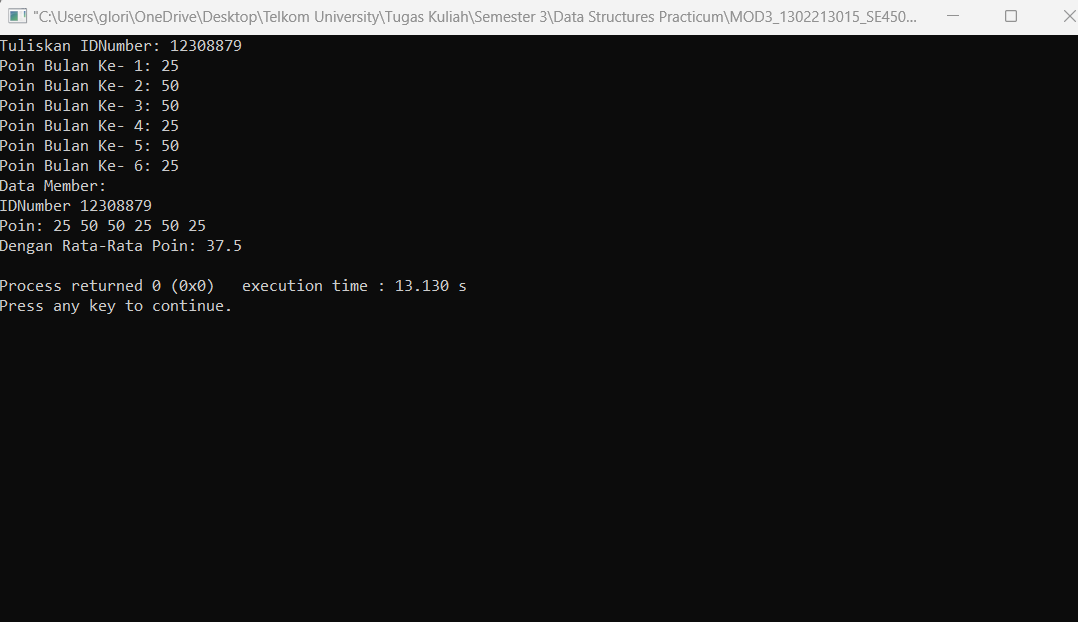 "C:\Users\glori\OneDrive\Desktop\Telkom University\Tugas Kuliah\Semester 3\Data Structures Practicum\MOD3_1302213015_SE450...
Tuliskan IDNumber: 12308879
Poin Bulan Ke- 1: 25
Poin Bulan Ke- 2: 50
Poin Bulan Ke- 3: 50
Poin Bulan Ke- 4: 25
Poin Bulan Ke- 5: 50
Poin Bulan Ke- 6: 25
Data Member:
IDNumber 12308879
Poin: 25 50 50 25 50 25
Dengan Rata-Rata Poin: 37.5
Process returned 0 (0x0)   execution time : 13.130 s
Press any key to continue.